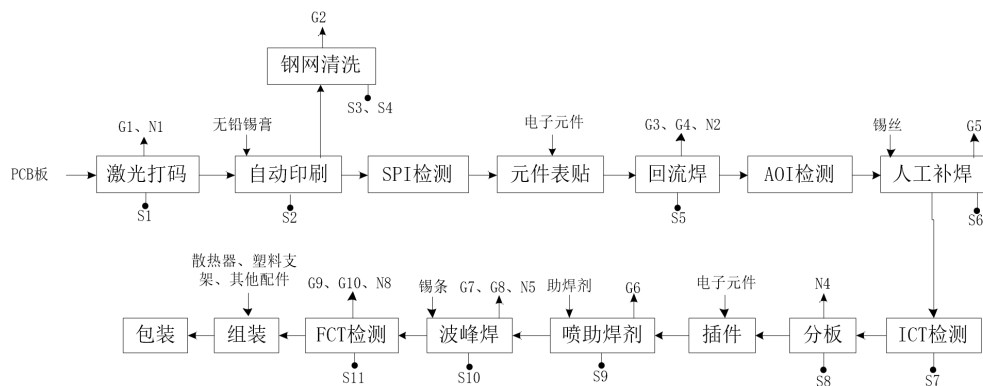 G2
钢网清洗
S3、S4
G1、N1
无铅锡膏
电子元件
G3、G4、N2
锡丝
G5
PCB板
激光打码
自动印刷
SPI检测
元件表贴
回流焊
AOI检测
人工补焊
S1
S2
S5
S6
散热器、塑料支
架、其他配件
G9、G10、N8
锡条
G7、G8、N5
助焊剂
G6
电子元件
N4
包装
组装
FCT检测
波峰焊
喷助焊剂
插件
分板
ICT检测
S11
S10
S9
S8
S7